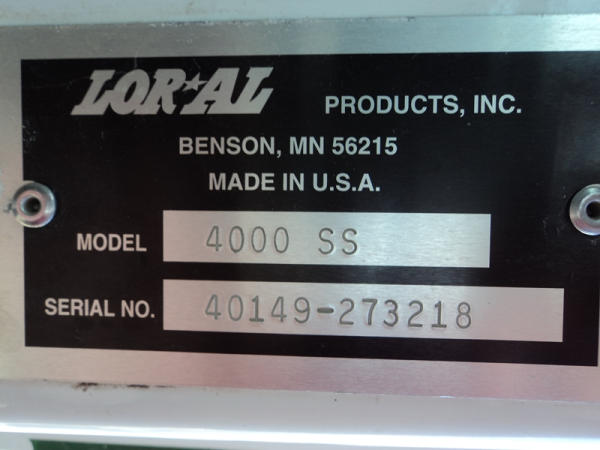 LOR★AL PRODUCTS, INC.
BENSON, MN 56215
MADE IN U.S.A.
MODEL 4000 SS
SERIAL NO. 40149-273218